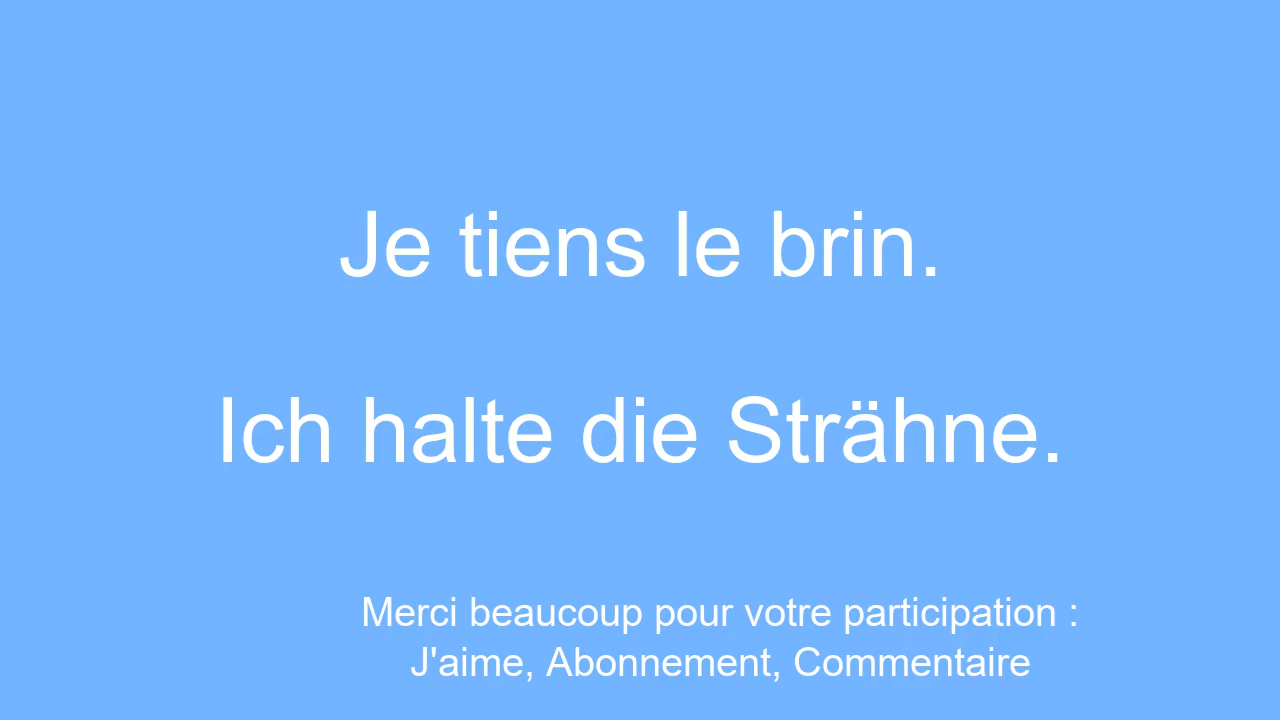 Je tiens le brin.
Ich halte die Strähne.
Merci beaucoup pour votre participation :
J'aime, Abonnement, Commentaire